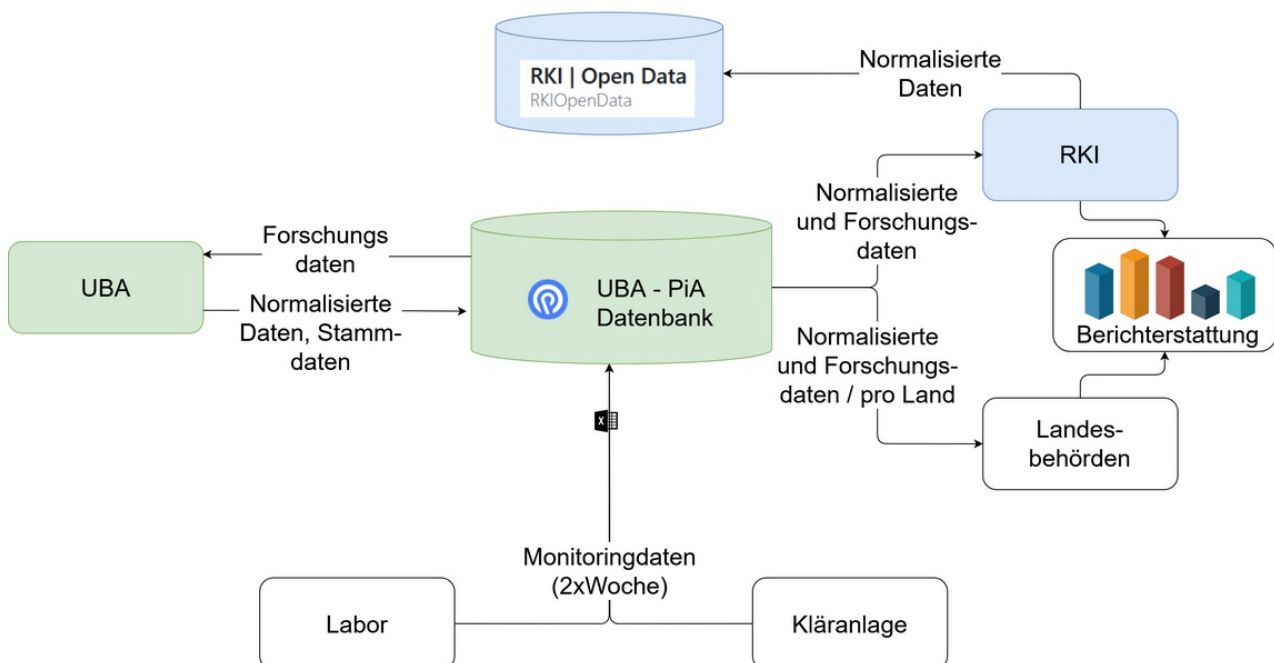 RKI | Open Data
RKIOpenData
Normalisierte
Daten
RKI
Normalisierte
und Forschungs-
daten
Forschungs
daten
UBA
Normalisierte
Daten, Stamm-
daten
UBA - PiA
Datenbank
Berichterstattung
Normalisierte
und Forschungs-
daten / pro Land
Landes-
behörden
X
Monitoringdaten
(2xWoche)
Labor
Kläranlage